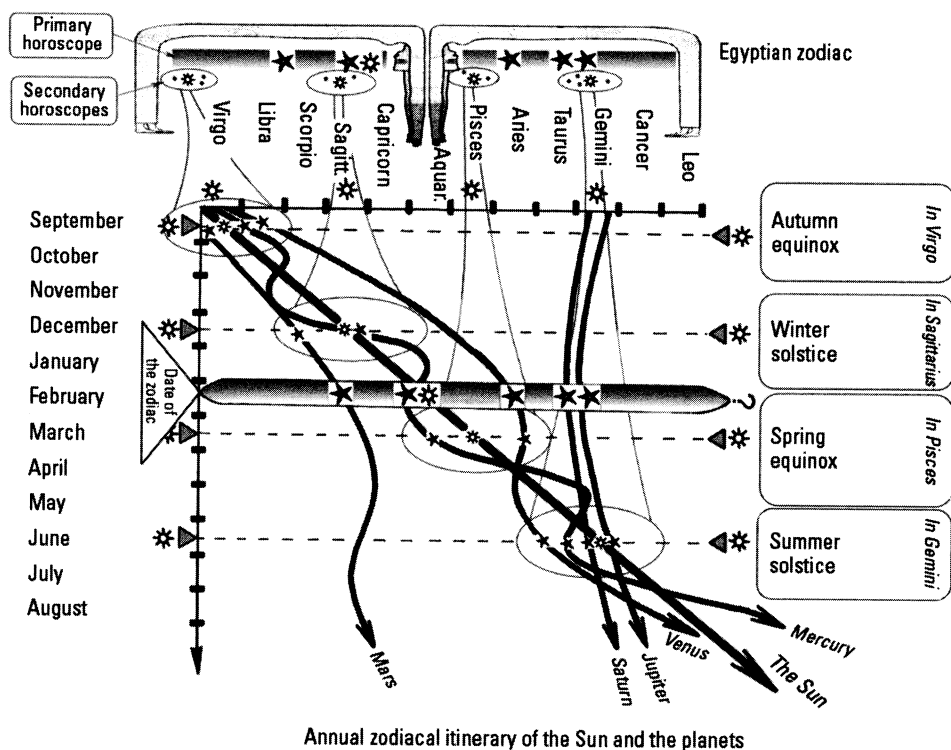 Primary
horoscope
Secondary
horoscopes
Egyptian zodiac
Virgo
Libra
Scorpio
Sagitt.
Capricorn
Aquar.
Pisces
Aries
Taurus
Gemini
Cancer
Leo
September
October
November
December
January
February
March
April
May
June
July
August
Date of
the zodiac
?
Autumn
equinox
In Virgo
Winter
solstice
In Sagittarius
Spring
equinox
In Pisces
Summer
solstice
In Gemini
Mars
Saturn
Jupiter
Venus
The Sun
Mercury
Annual zodiacal itinerary of the Sun and the planets